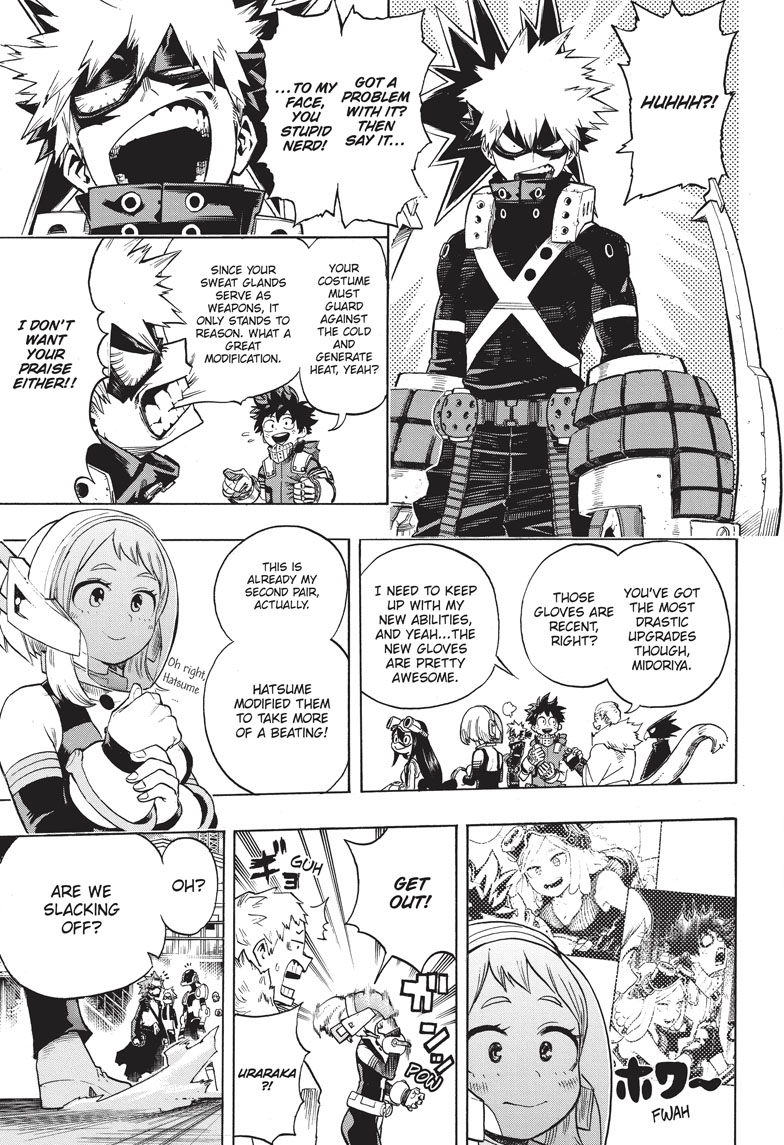 HUHHH?!
GOT A
PROBLEM
WITH IT?
THEN
SAY IT...
...TO MY
FACE,
YOU
STUPID
NERD!
YOUR
COSTUME
MUST
GUARD
AGAINST
THE COLD
AND
GENERATE
HEAT, YEAH?
SINCE YOUR
SWEAT GLANDS
SERVE AS
WEAPONS, IT
ONLY STANDS TO
REASON. WHAT A
GREAT
MODIFICATION.
I DON'T
WANT
YOUR
PRAISE
EITHER!!
YOU'VE GOT
THE MOST
DRASTIC
UPGRADES
THOUGH,
MIDORIYA.
THOSE
GLOVES ARE
RECENT,
RIGHT?
I NEED TO KEEP
UP WITH MY
NEW ABILITIES,
AND YEAH...THE
NEW GLOVES
ARE PRETTY
AWESOME.
THIS IS
ALREADY MY
SECOND PAIR,
ACTUALLY.
HATSUME
MODIFIED THEM
TO TAKE MORE
OF A BEATING!
Oh right,
Hatsume
ホワ～
FWAH
GET
OUT!
ギョ
GUH
ポンッ
PON
URARAKA
?!
OH?
ARE WE
SLACKING
OFF?